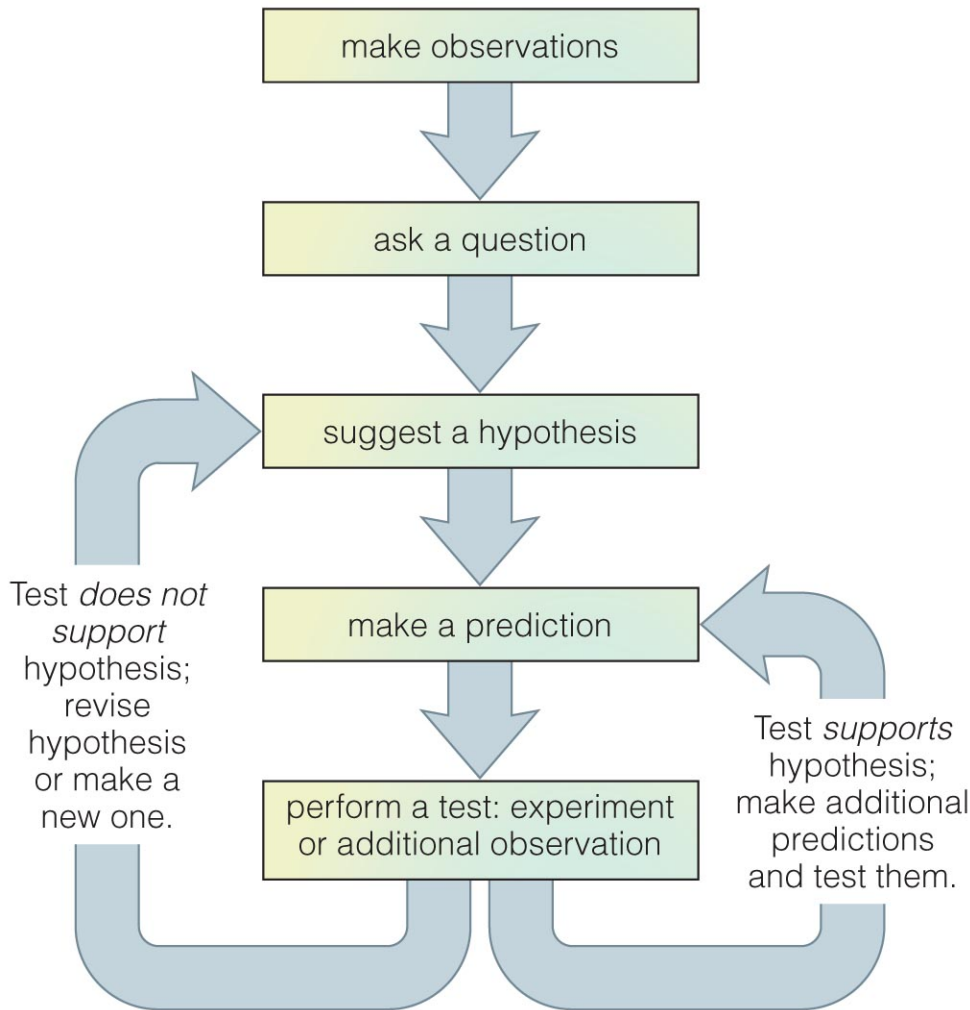 make observations
ask a question
suggest a hypothesis
make a prediction
perform a test: experiment
or additional observation
Test does not
support
hypothesis;
revise
hypothesis
or make a
new one.
Test supports
hypothesis;
make additional
predictions
and test them.